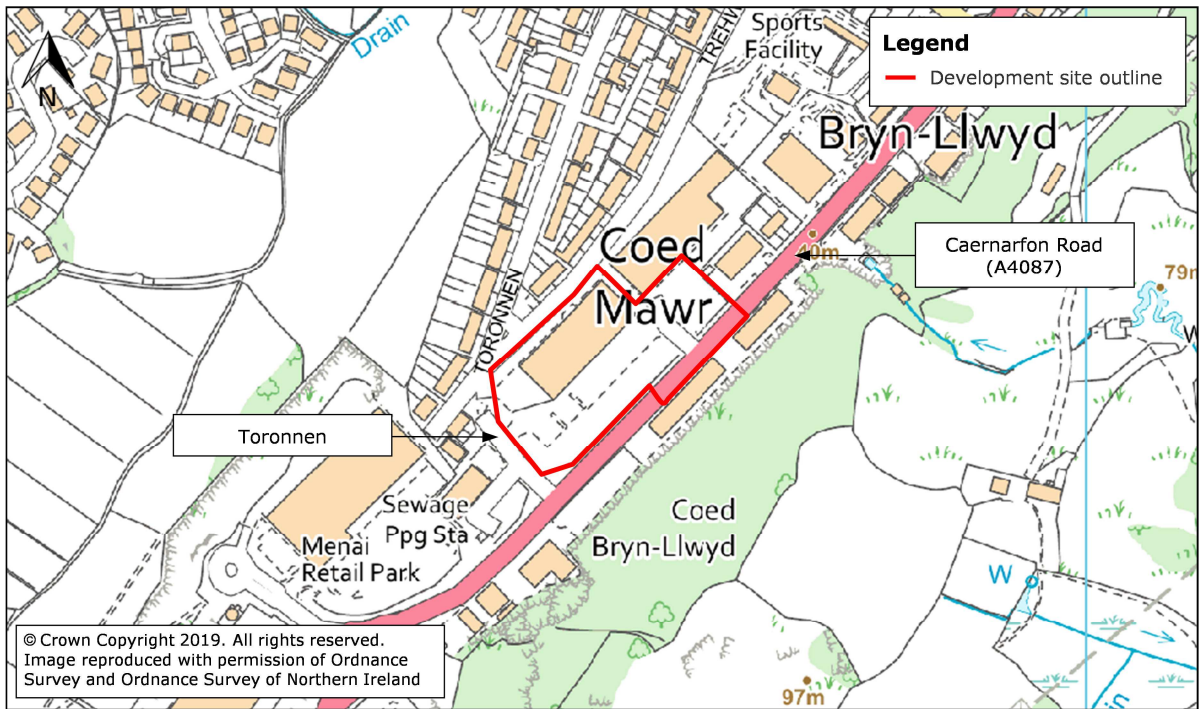 Drain
N
TREHW
Sports
Facility
Legend
Development site outline
Bryn-Llwyd
Coed
Mawr
40m
Caernarfon Road
(A4087)
79m
W
TORONNEN
Toronnen
Sewage
Ppg Sta
Menai
Retail Park
Coed
Bryn-Llwyd
W
97m
in
© Crown Copyright 2019. All rights reserved.
Image reproduced with permission of Ordnance
Survey and Ordnance Survey of Northern Ireland